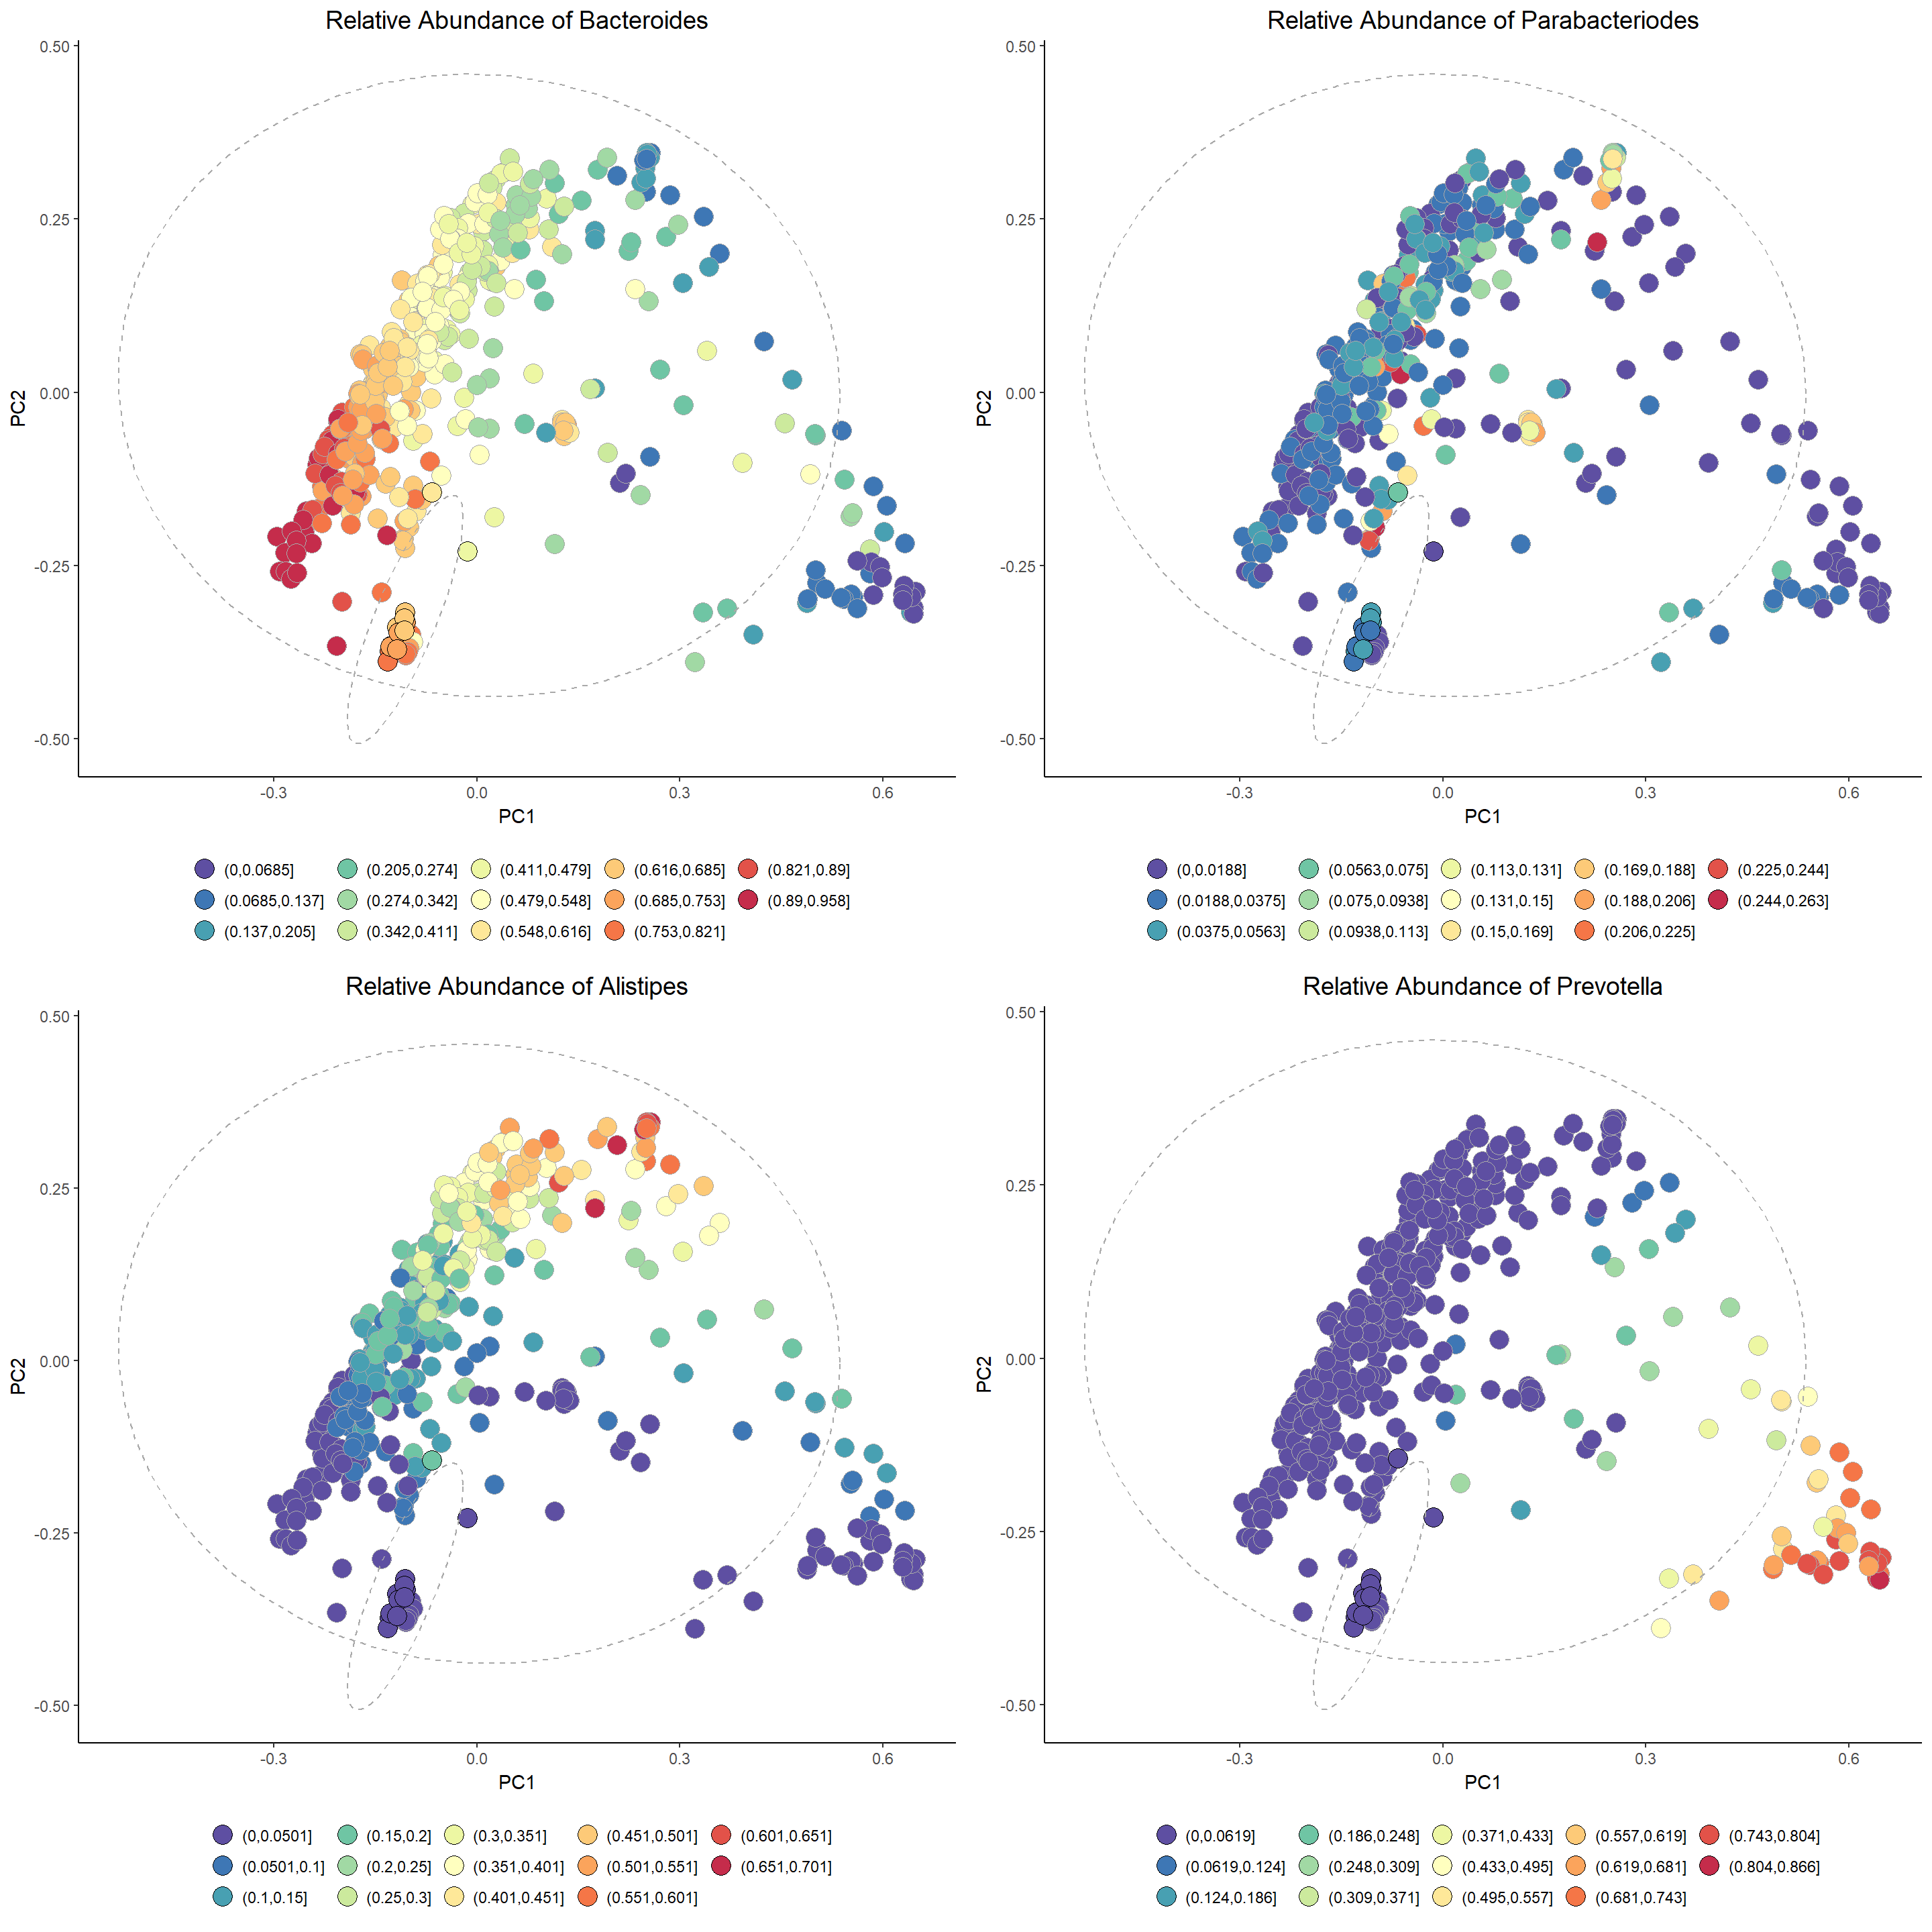 Relative Abundance of Bacteroides
0.50
0.25
0.00
-0.25
-0.50
PC2
-0.3 0.0 0.3 0.6
PC1
(0,0.0685] (0.205,0.274] (0.411,0.479] (0.616,0.685] (0.821,0.89]
(0.0685,0.137] (0.274,0.342] (0.479,0.548] (0.685,0.753] (0.89,0.958]
(0.137,0.205] (0.342,0.411] (0.548,0.616] (0.753,0.821]
Relative Abundance of Parabacteriodes
0.50
0.25
0.00
-0.25
-0.50
PC2
-0.3 0.0 0.3 0.6
PC1
(0,0.0188] (0.0563,0.075] (0.113,0.131] (0.169,0.188] (0.225,0.244]
(0.0188,0.0375] (0.075,0.0938] (0.131,0.15] (0.188,0.206] (0.244,0.263]
(0.0375,0.0563] (0.0938,0.113] (0.15,0.169] (0.206,0.225]
Relative Abundance of Alistipes
0.50
0.25
0.00
-0.25
-0.50
PC2
-0.3 0.0 0.3 0.6
PC1
(0,0.0501] (0.15,0.2] (0.3,0.351] (0.451,0.501] (0.601,0.651]
(0.0501,0.1] (0.2,0.25] (0.351,0.401] (0.501,0.551] (0.651,0.701]
(0.1,0.15] (0.25,0.3] (0.401,0.451] (0.551,0.601]
Relative Abundance of Prevotella
0.50
0.25
0.00
-0.25
-0.50
PC2
-0.3 0.0 0.3 0.6
PC1
(0,0.0619] (0.186,0.248] (0.371,0.433] (0.557,0.619] (0.743,0.804]
(0.0619,0.124] (0.248,0.309] (0.433,0.495] (0.619,0.681] (0.804,0.866]
(0.124,0.186] (0.309,0.371] (0.495,0.557] (0.681,0.743]